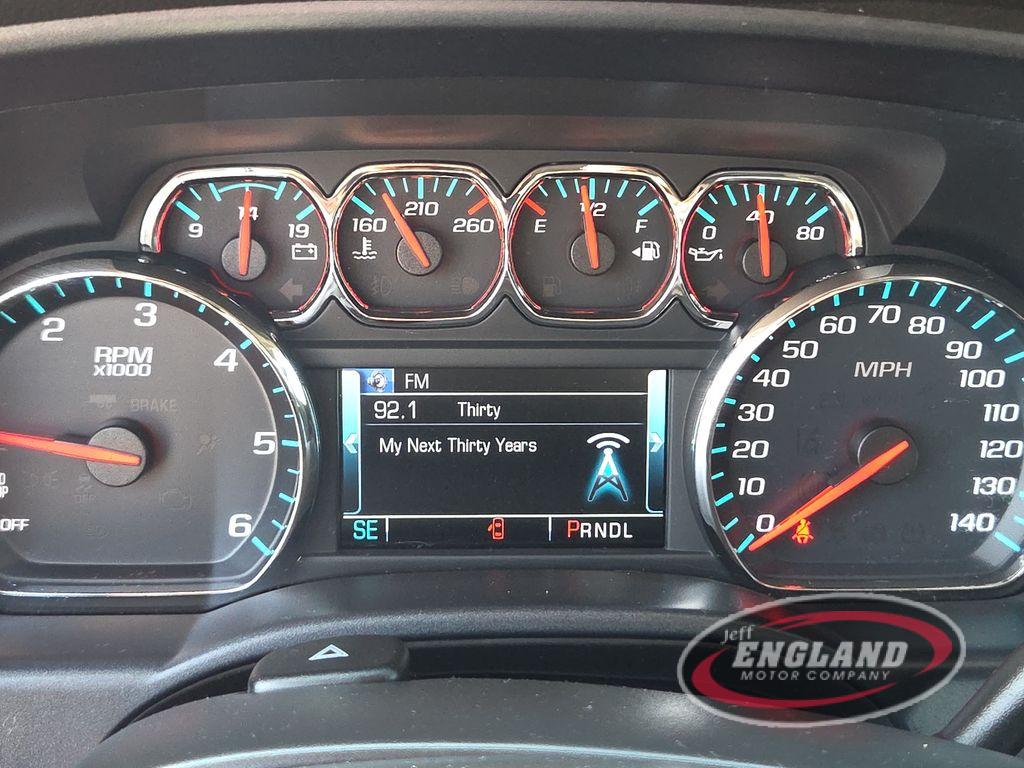 9 14 19
160 210 260
E 1/2 F
0 40 80
2 3 4 5 6
RPM
x1000
BRAKE
OFF
OFF
FM
92.1 Thirty
My Next Thirty Years
SE PRNDL
MPH
0 10 20 30 40 50 60 70 80 90 100 110 120 130 140
Jeff
ENGLAND
MOTOR COMPANY